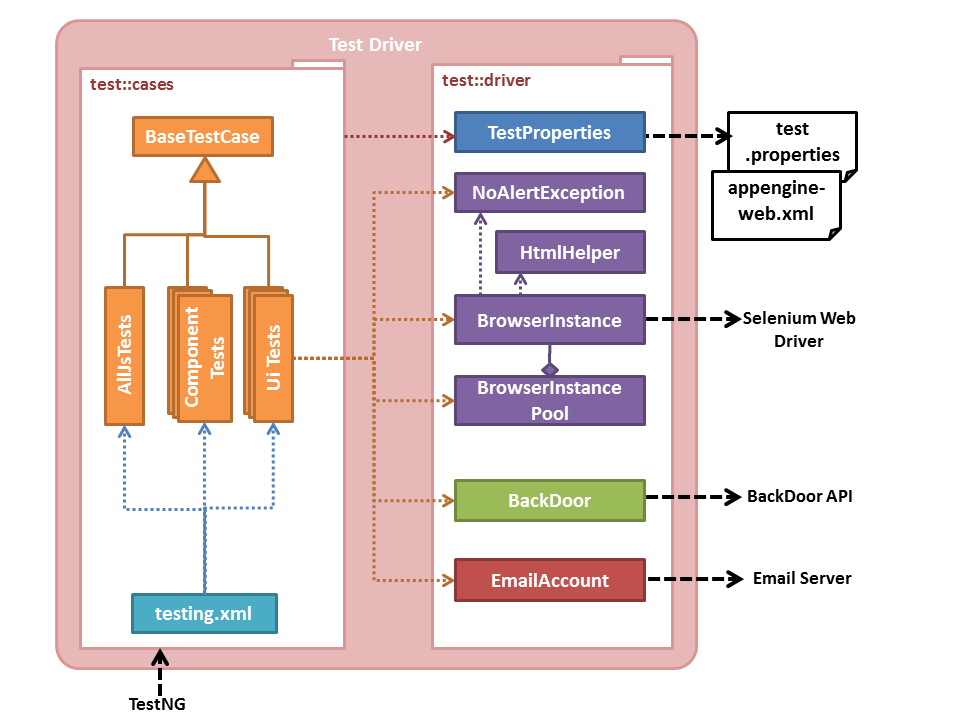 Test Driver
test::cases
BaseTestCase
AllJsTests
Component
Tests
Ui Tests
testing.xml
TestNG
test::driver
TestProperties
NoAlertException
HtmlHelper
BrowserInstance
BrowserInstance
Pool
BackDoor
EmailAccount
test
.properties
appengine-
web.xml
Selenium Web
Driver
BackDoor API
Email Server